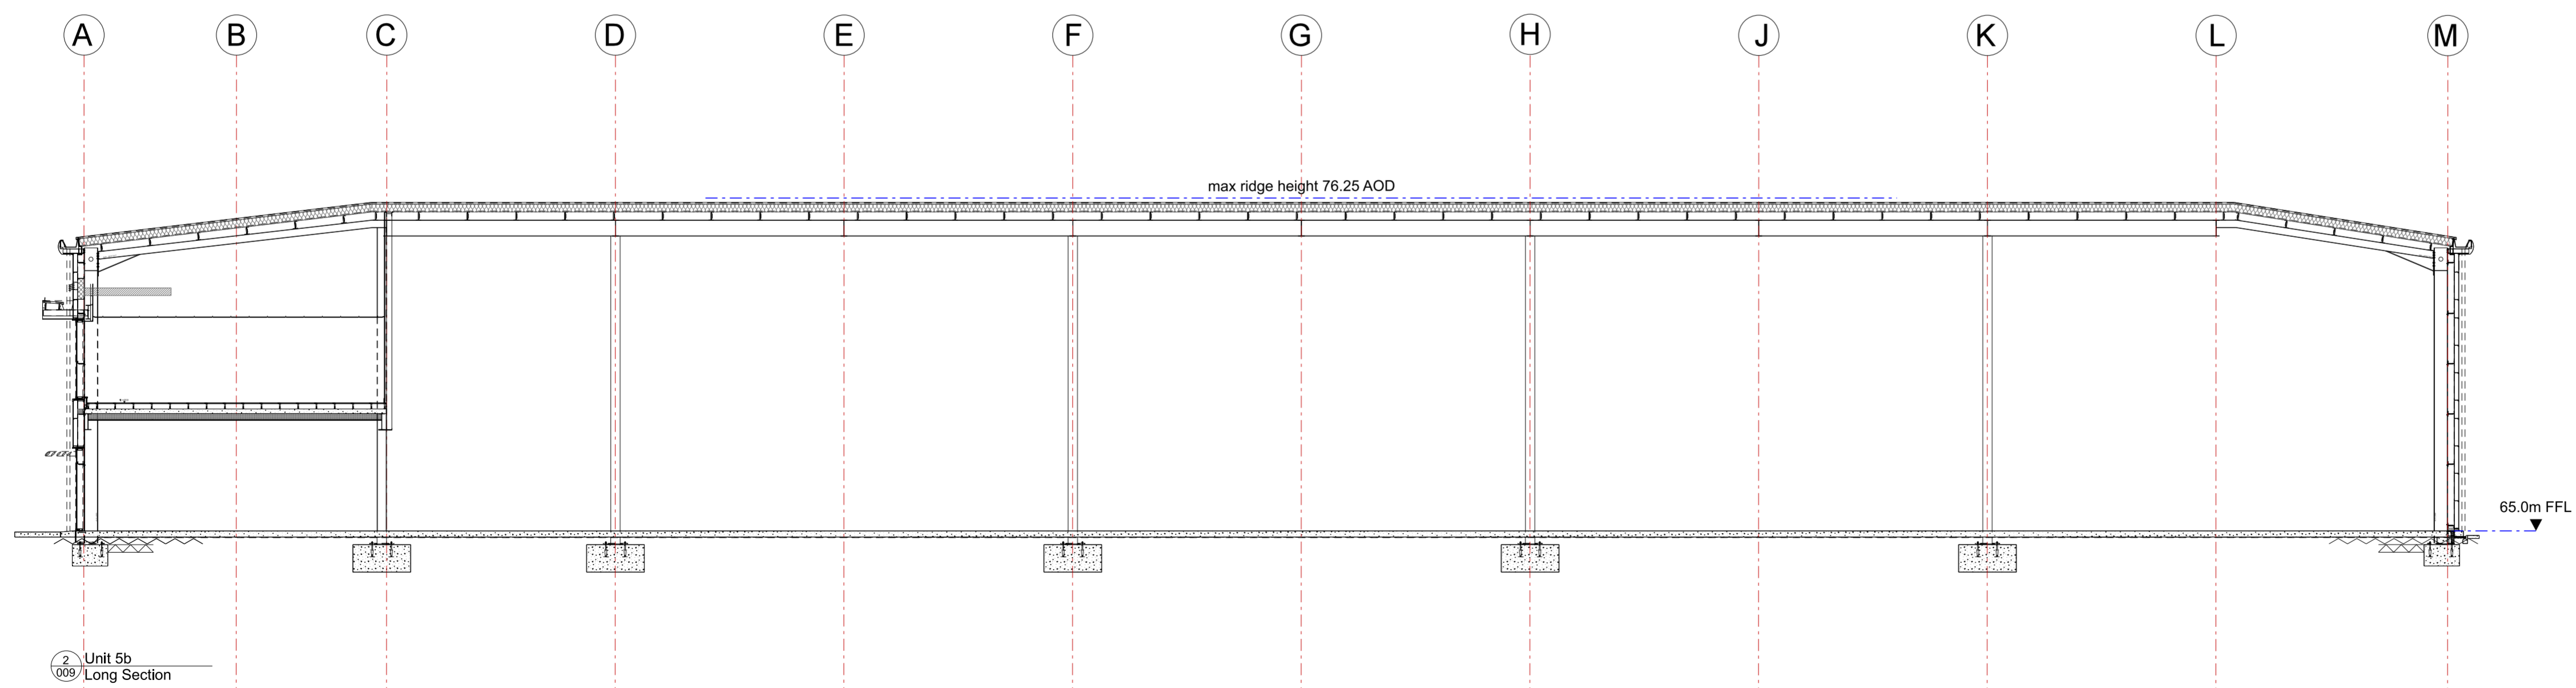 A B C D E F G H J K L M
max ridge height 76.25 AOD
65.0m FFL
2 Unit 5b
009 Long Section